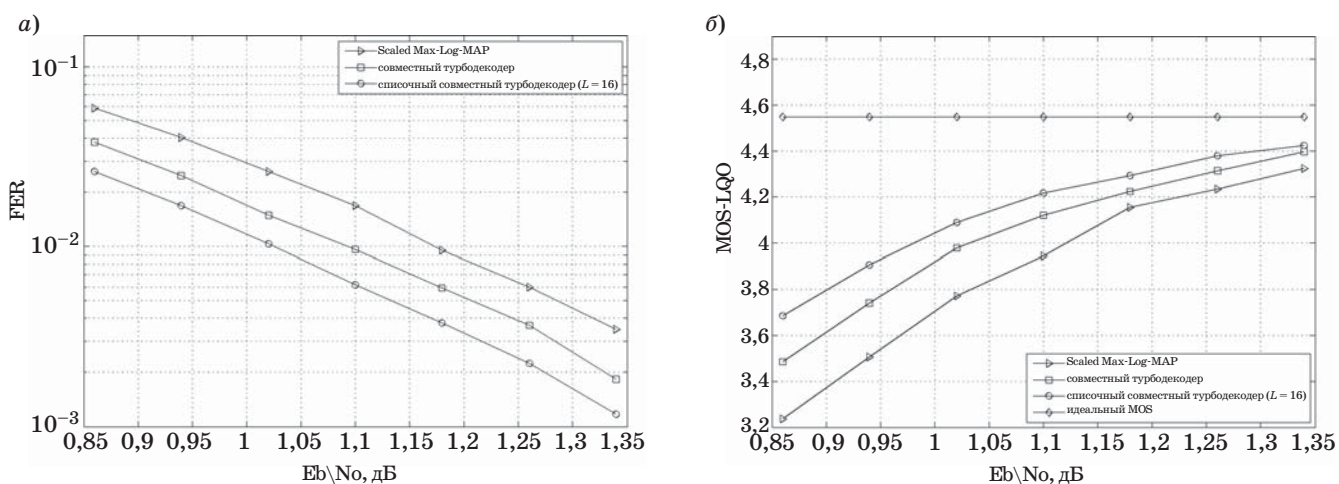 а)
10⁻¹
10⁻²
10⁻³
FER
Scaled Max-Log-MAP
совместный турбодекодер
списочный совместный турбодекодер (L = 16)
0,85 0,9 0,95 1 1,05 1,1 1,15 1,2 1,25 1,3 1,35
Eb\No, дБ
б)
4,8
4,6
4,4
4,2
4
3,8
3,6
3,4
3,2
MOS-LQO
Scaled Max-Log-MAP
совместный турбодекодер
списочный совместный турбодекодер (L = 16)
идеальный MOS
0,85 0,9 0,95 1 1,05 1,1 1,15 1,2 1,25 1,3 1,35
Eb\No, дБ